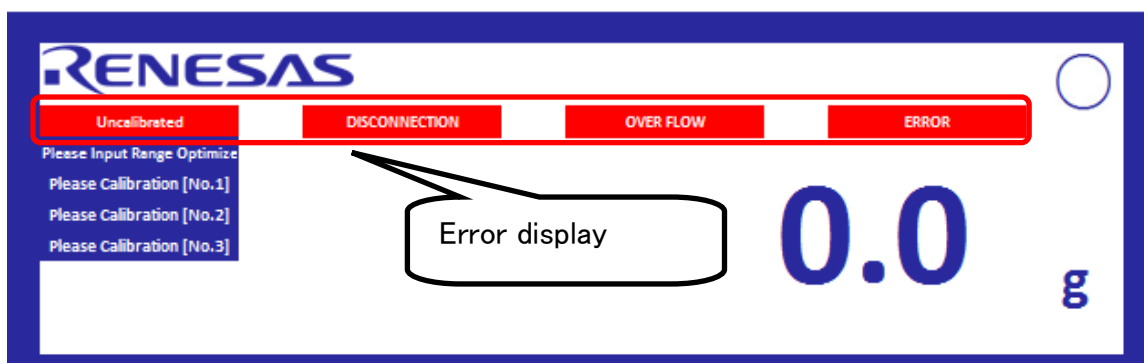 RENESAS
Uncalibrated DISCONNECTION OVER FLOW ERROR
Please Input Range Optimize
Please Calibration [No.1]
Please Calibration [No.2]
Please Calibration [No.3]
Error display
0.0
g